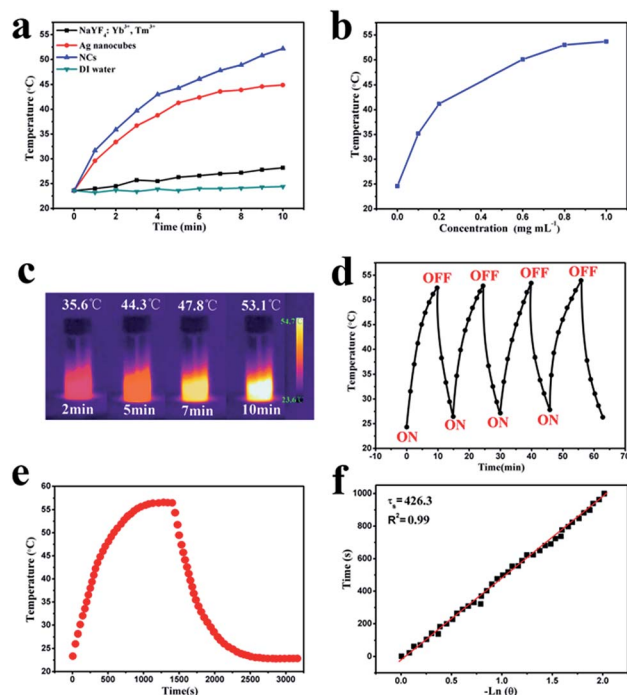 a
NaYF₄: Yb³⁺, Tm³⁺
Ag nanocubes
NCs
DI water
Temperature (°C)
55
50
45
40
35
30
25
20
0 2 4 6 8 10
Time (min)
b
Temperature (°C)
55
50
45
40
35
30
25
20
0.0 0.2 0.4 0.6 0.8 1.0
Concentration (mg mL⁻¹)
c
35.6℃ 44.3℃ 47.8℃ 53.1℃
54.7℃
23.6℃
2min 5min 7min 10min
d
Temperature (°C)
55
50
45
40
35
30
25
20
OFF OFF OFF OFF
ON ON ON ON
-10 0 10 20 30 40 50 60 70
Time(min)
e
Temperature (°C)
60
55
50
45
40
35
30
25
20
0 500 1000 1500 2000 2500 3000
Time(s)
f
τₛ=426.3
R²=0.99
Time (s)
1000
800
600
400
200
0
0.0 0.5 1.0 1.5 2.0
-Ln (θ)